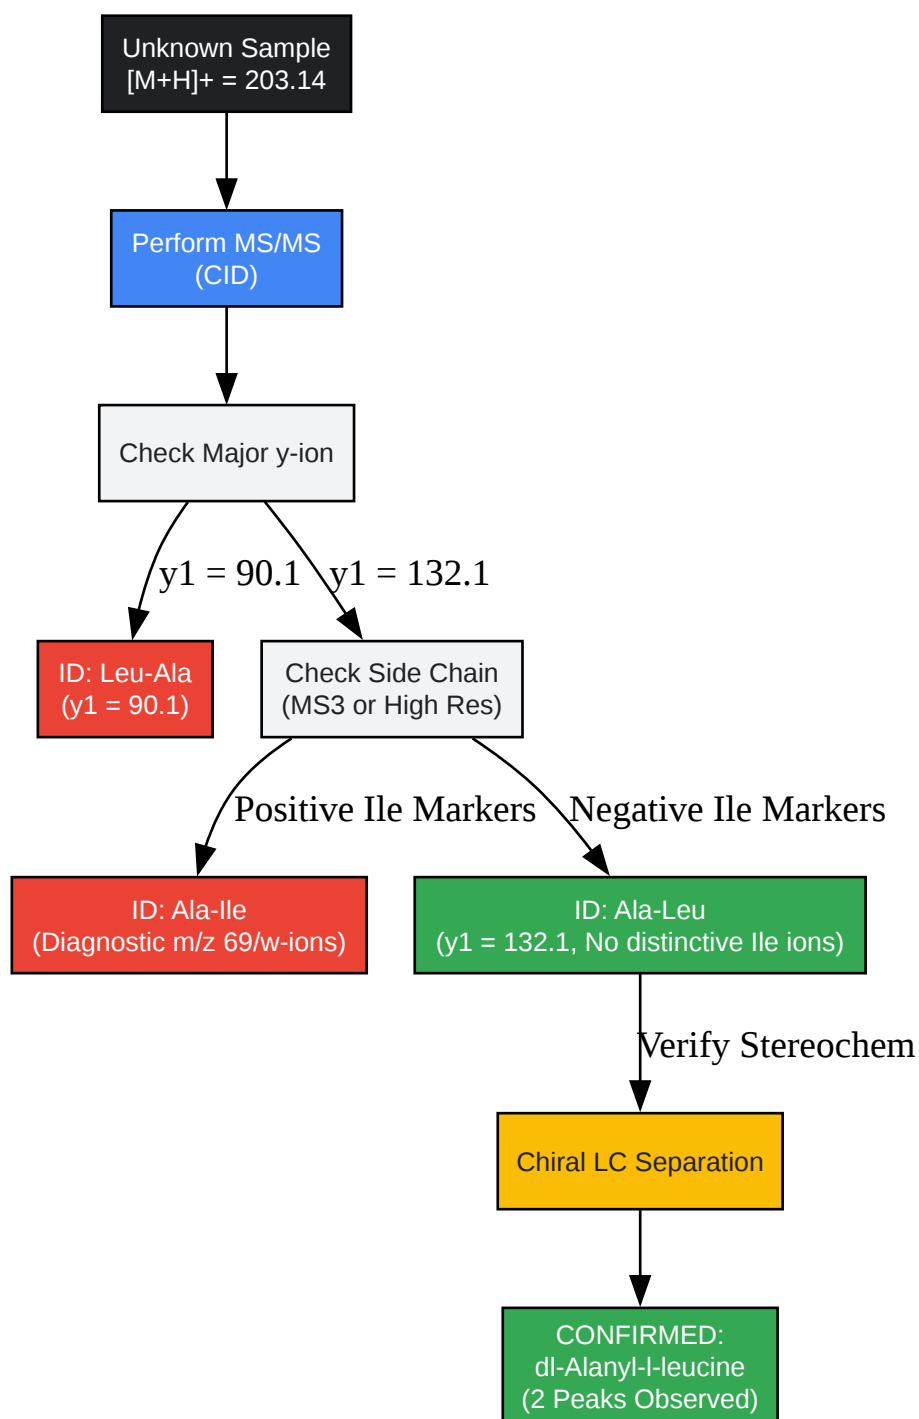 Unknown Sample
[M+H]+ = 203.14
Perform MS/MS
(CID)
Check Major y-ion
y1 = 90.1
y1 = 132.1
ID: Leu-Ala
(y1 = 90.1)
Check Side Chain
(MS3 or High Res)
Positive Ile Markers
Negative Ile Markers
ID: Ala-Ile
(Diagnostic m/z 69/w-ions)
ID: Ala-Leu
(y1 = 132.1, No distinctive Ile ions)
Verify Stereochem
Chiral LC Separation
CONFIRMED:
dl-Alanyl-l-leucine
(2 Peaks Observed)